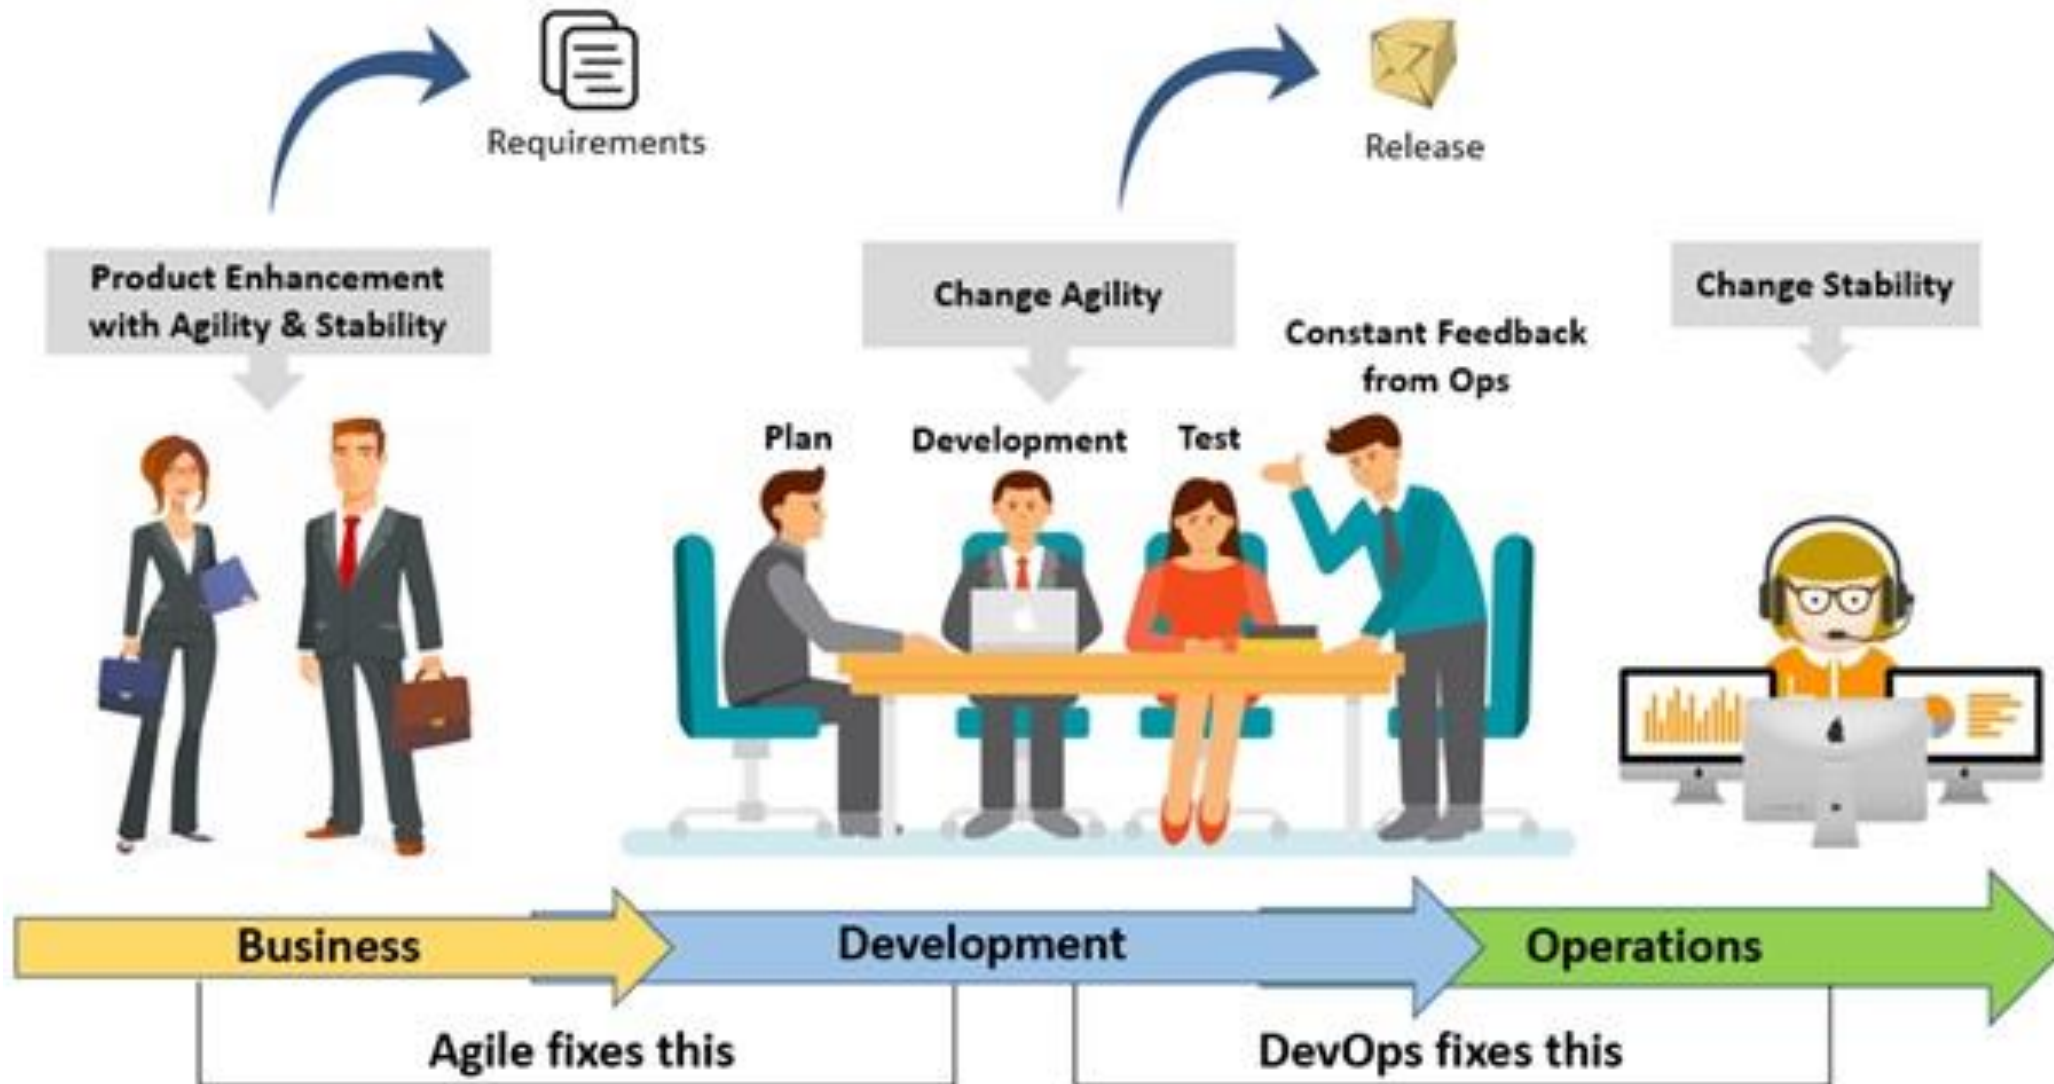 Requirements
Release
Product Enhancement
with Agility & Stability
Change Agility
Change Stability
Constant Feedback
from Ops
Plan
Development
Test
Business
Development
Operations
Agile fixes this
DevOps fixes this